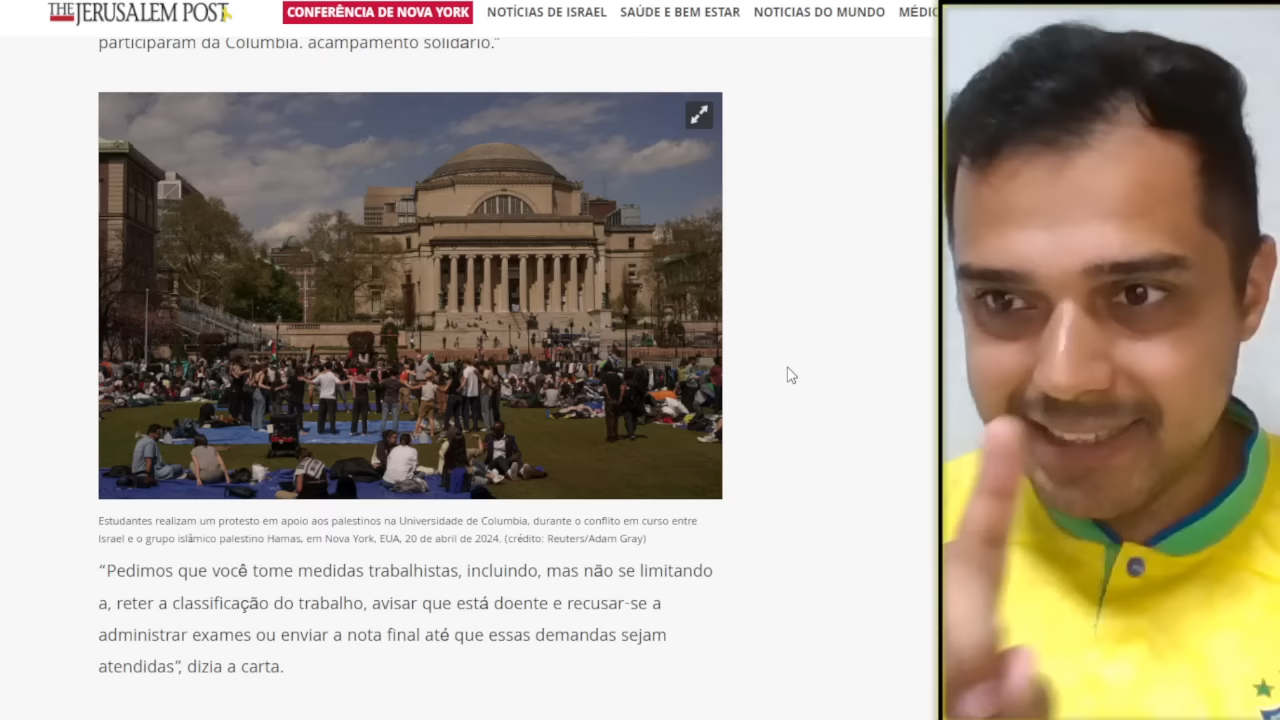 THE JERUSALEM POST
CONFERÊNCIA DE NOVA YORK NOTÍCIAS DE ISRAEL SAÚDE E BEM ESTAR NOTICIAS DO MUNDO
participaram da Columbia. acampamento solidário.”
Estudantes realizam um protesto em apoio aos palestinos na Universidade de Columbia, durante o conflito em curso entre
Israel e o grupo islâmico palestino Hamas, em Nova York, EUA, 20 de abril de 2024. (crédito: Reuters/Adam Gray)
“Pedimos que você tome medidas trabalhistas, incluindo, mas não se limitando
a, reter a classificação do trabalho, avisar que está doente e recusar-se a
administrar exames ou enviar a nota final até que essas demandas sejam
atendidas”, dizia a carta.